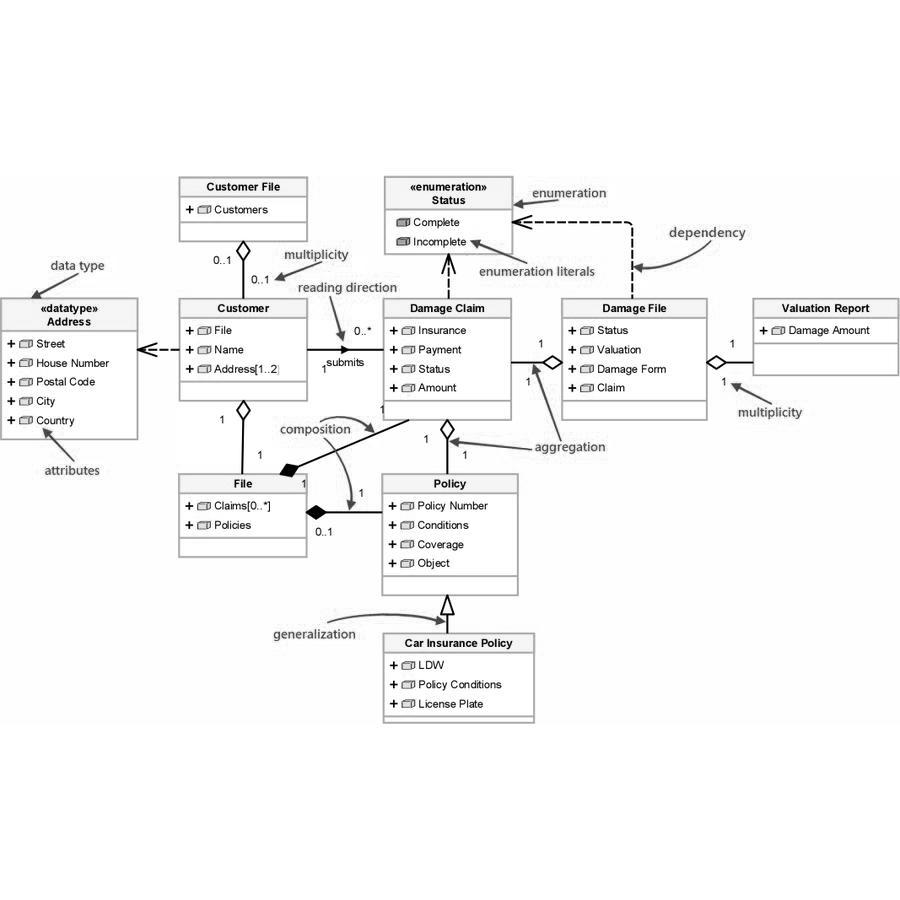 Customer File
+ Customers
«enumeration»
Status
Complete
Incomplete
enumeration
enumeration literals
dependency
0..1
0..1
multiplicity
reading direction
data type
«datatype»
Address
+ Street
+ House Number
+ Postal Code
+ City
+ Country
attributes
Customer
+ File
+ Name
+ Address[1..2]
0..*
1
submits
Damage Claim
+ Insurance
+ Payment
+ Status
+ Amount
1
1
Damage File
+ Status
+ Valuation
+ Damage Form
+ Claim
1
1
Valuation Report
+ Damage Amount
multiplicity
aggregation
1
1
composition
1
1
1
1
File
+ Claims[0..*]
+ Policies
1
0..1
Policy
+ Policy Number
+ Conditions
+ Coverage
+ Object
generalization
Car Insurance Policy
+ LDW
+ Policy Conditions
+ License Plate